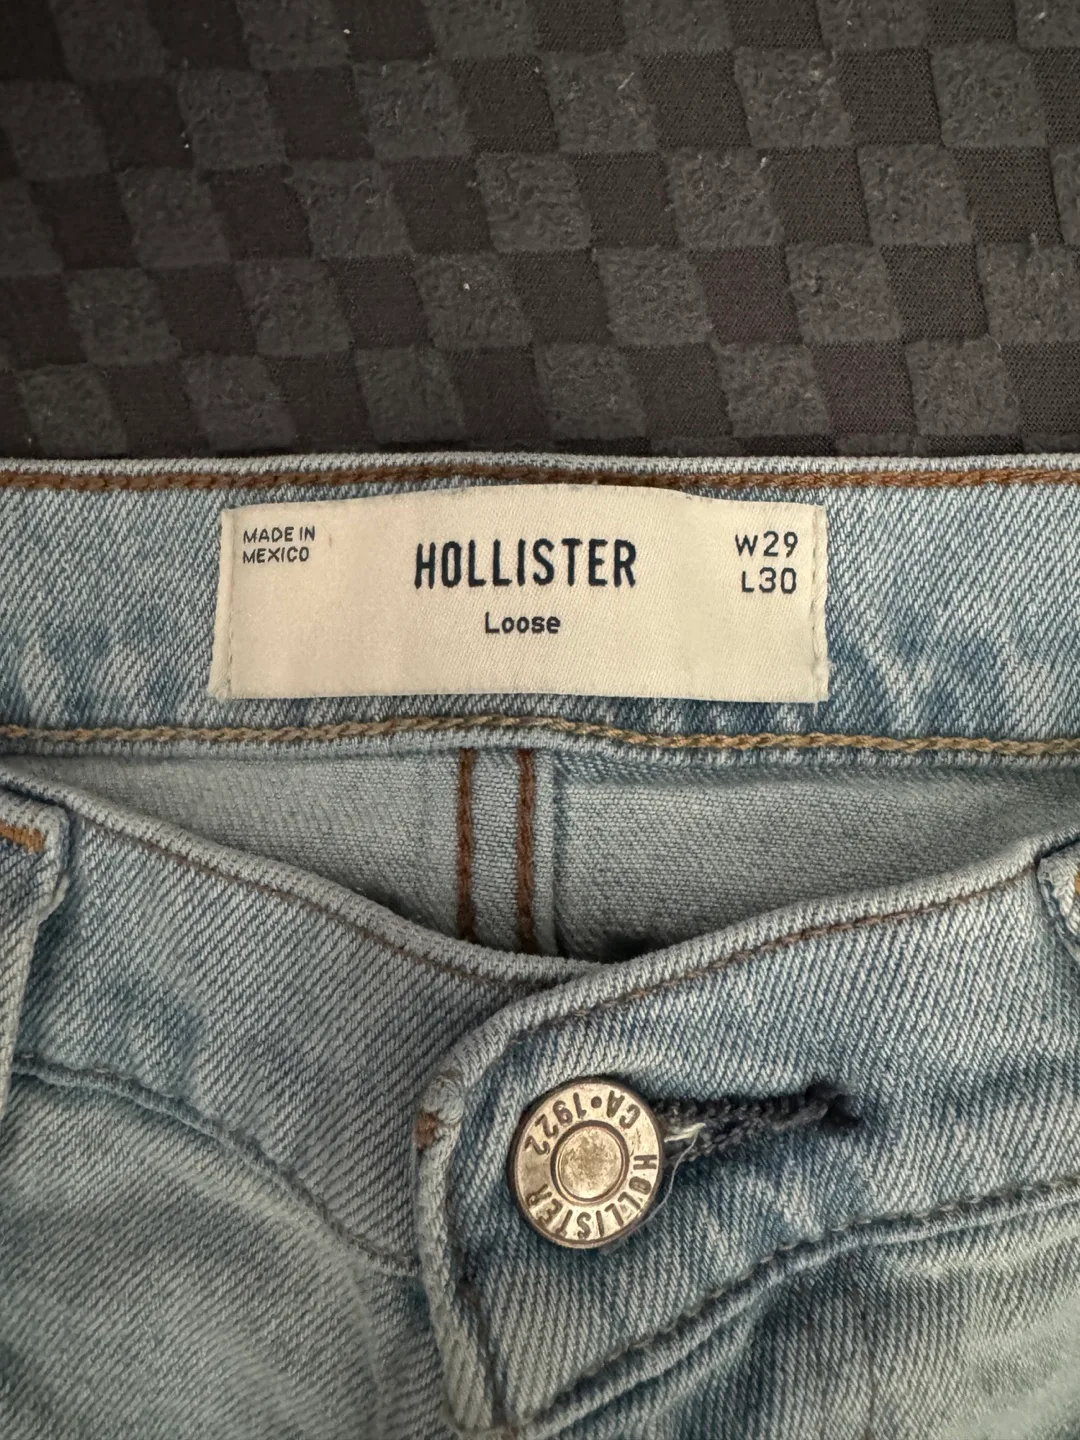 MADE IN
MEXICO
HOLLISTER
Loose
W29
L30
HOLLISTER
CA•1922